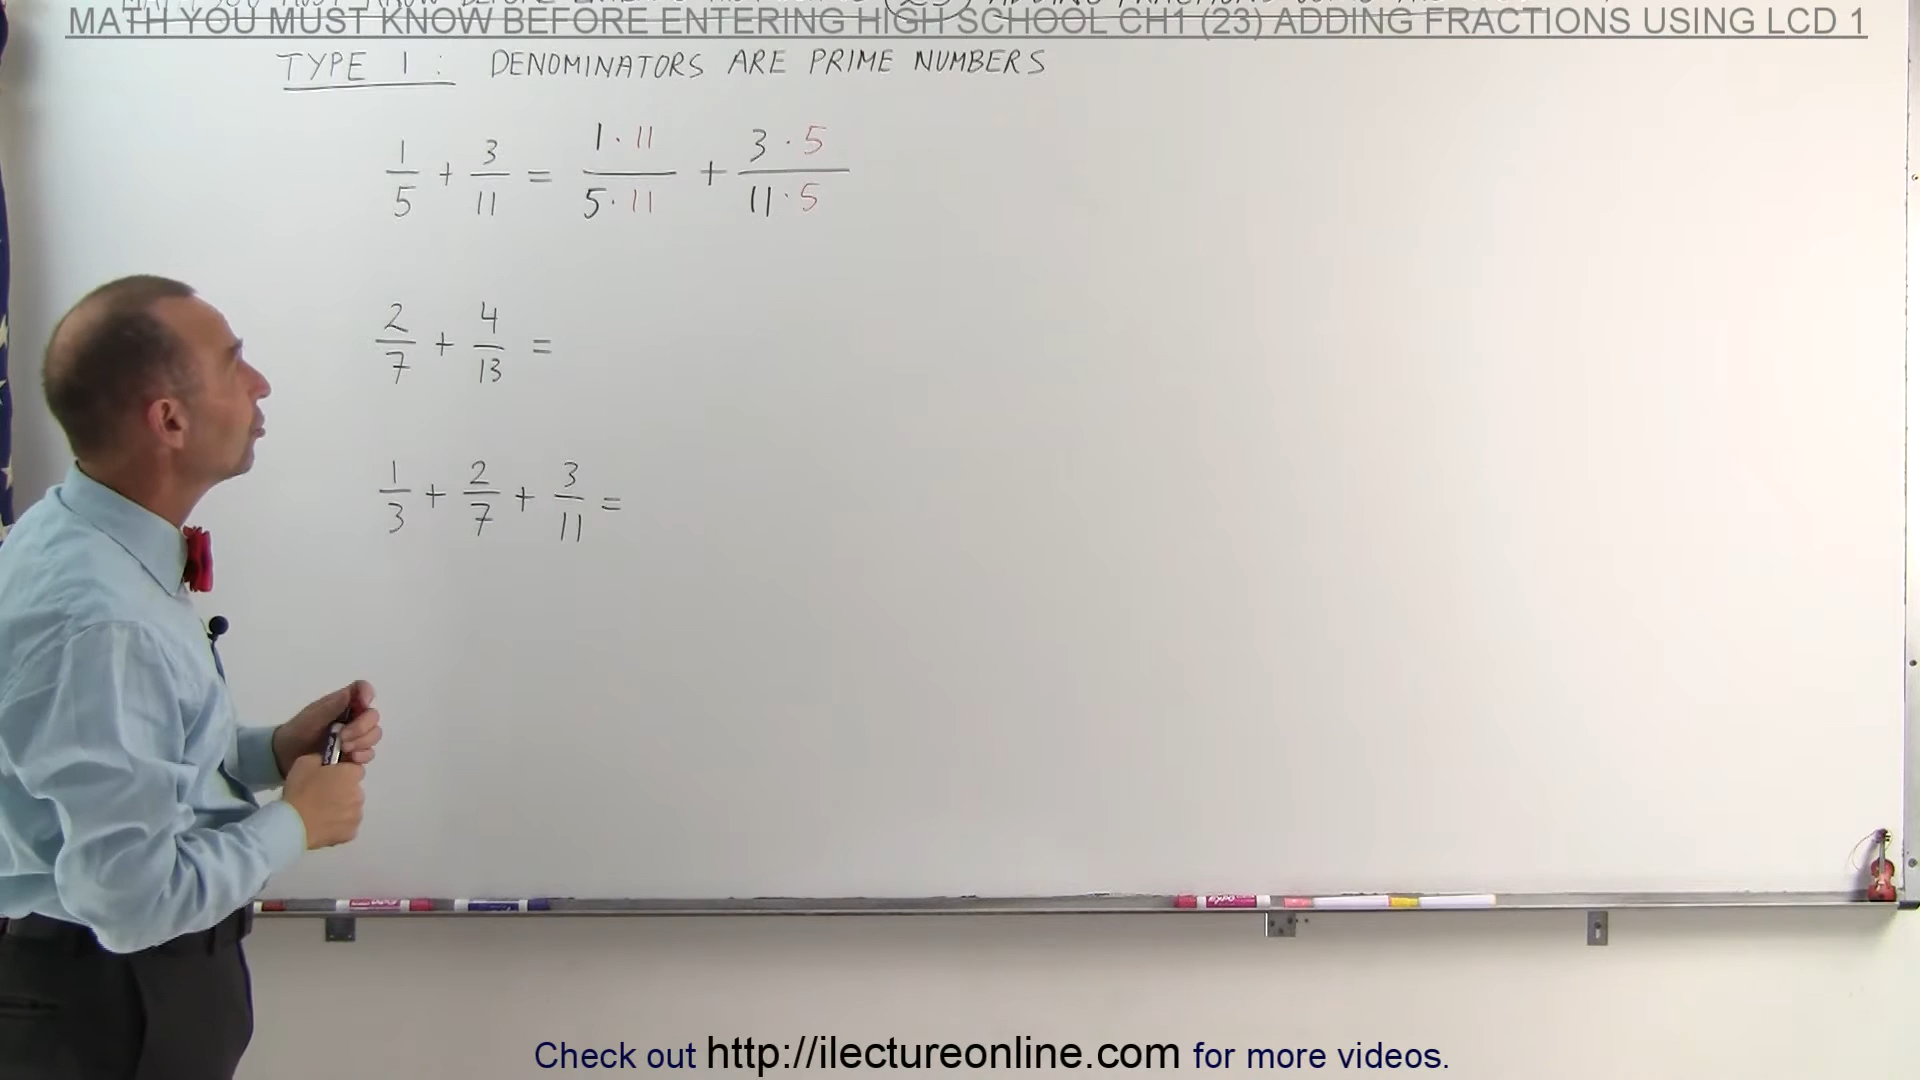 MATH YOU MUST KNOW BEFORE ENTERING HIGH SCHOOL CH1 (23) ADDING FRACTIONS USING LCD 1
TYPE 1: DENOMINATORS ARE PRIME NUMBERS
1/5 + 3/11 = 1·11/5·11 + 3·5/11·5
2/7 + 4/13 =
1/3 + 2/7 + 3/11 =
EXPO
Check out http://ilectureonline.com for more videos.